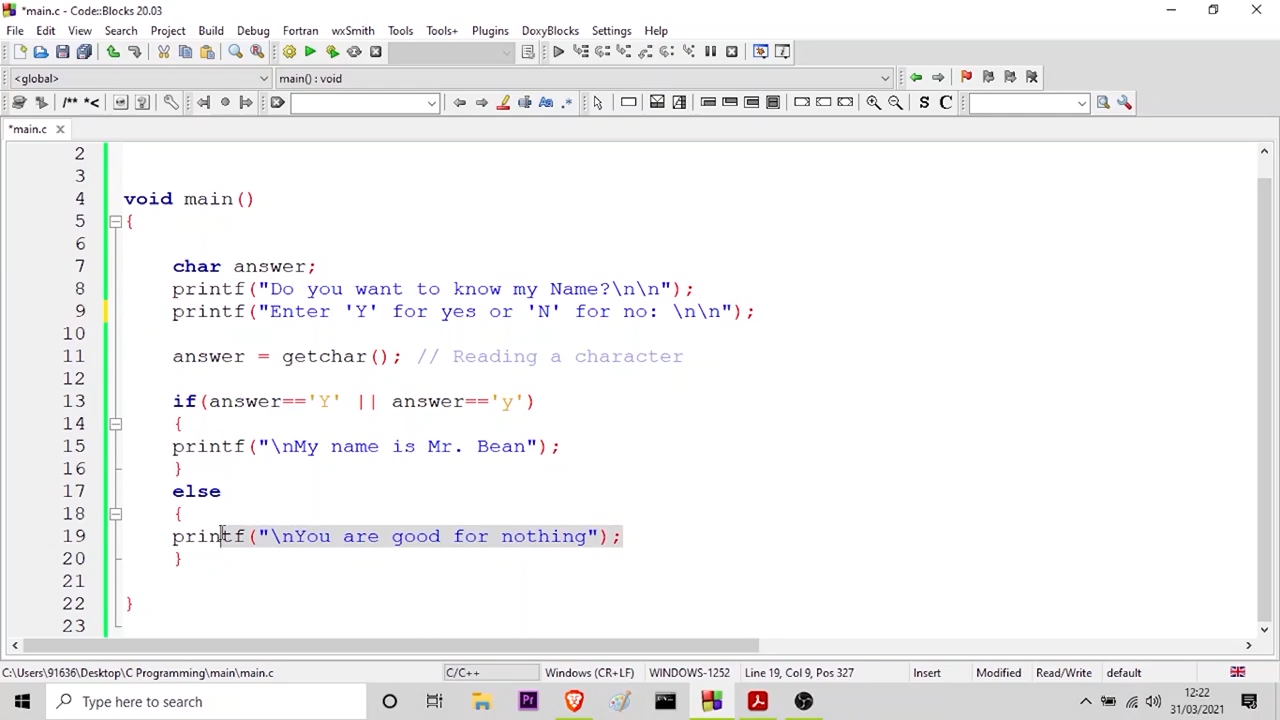 *main.c - Code::Blocks 20.03
File Edit View Search Project Build Debug Fortran wxSmith Tools Tools+ Plugins DoxyBlocks Settings Help
<global> main() : void
/** *< S C
*main.c
2
3
4 void main()
5 {
6
7 char answer;
8 printf("Do you want to know my Name?\n\n");
9 printf("Enter 'Y' for yes or 'N' for no: \n\n");
10
11 answer = getchar(); // Reading a character
12
13 if(answer=='Y' || answer=='y')
14 {
15 printf("\nMy name is Mr. Bean");
16 }
17 else
18 {
19 printf("\nYou are good for nothing");
20 }
21
22 }
23
C:\Users\91636\Desktop\C Programming\main\main.c C/C++ Windows (CR+LF) WINDOWS-1252 Line 19, Col 9, Pos 327 Insert Modified Read/Write default
Type here to search Pr 12:22
31/03/2021